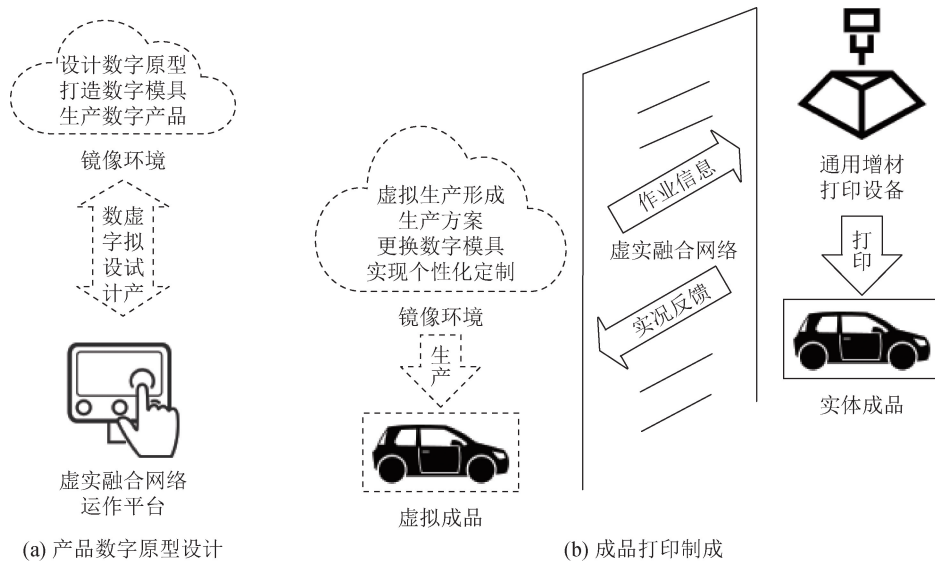 设计数字原型
打造数字模具
生产数字产品
镜像环境
数字设计
虚拟试产
虚实融合网络
运作平台
(a) 产品数字原型设计
虚拟生产形成
生产方案
更换数字模具
实现个性化定制
镜像环境
生产
虚拟成品
作业信息
虚实融合网络
实况反馈
通用增材
打印设备
打印
实体成品
(b) 成品打印制成